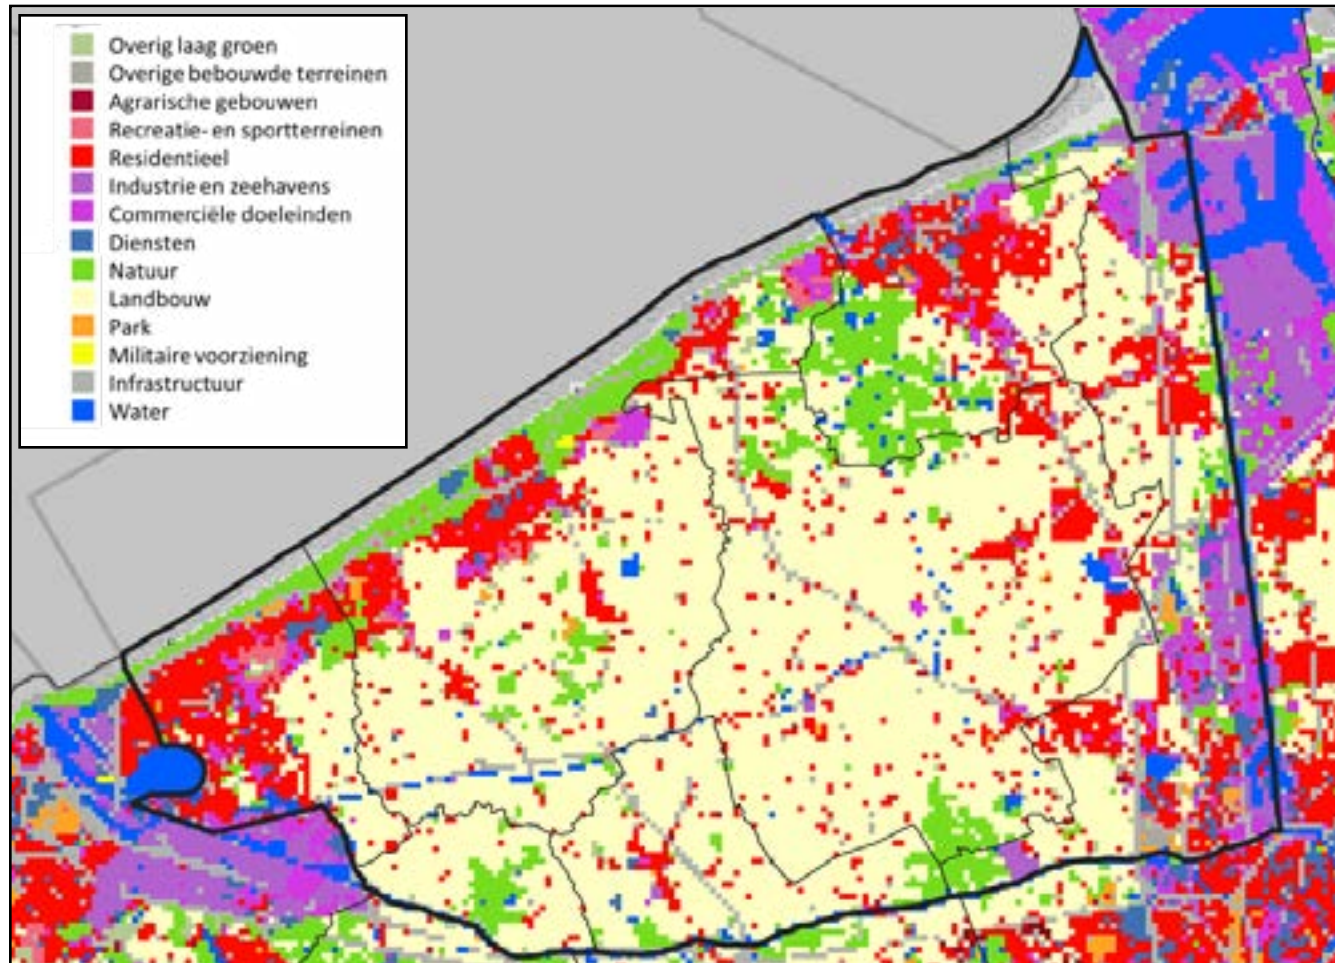 Overig laag groen
Overige bebouwde terreinen
Agrarische gebouwen
Recreatie- en sportterreinen
Residentieel
Industrie en zeehavens
Commerciële doeleinden
Diensten
Natuur
Landbouw
Park
Militaire voorziening
Infrastructuur
Water